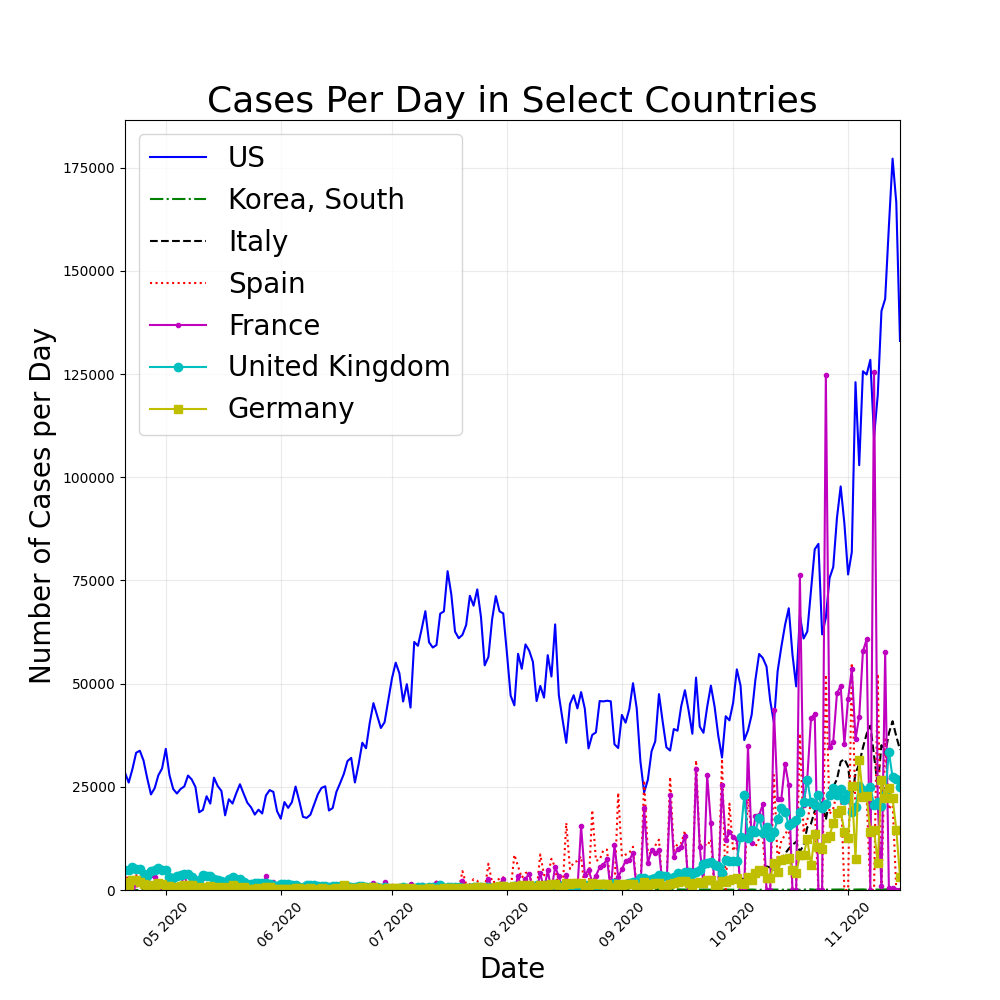 Cases Per Day in Select Countries
US
Korea, South
Italy
Spain
France
United Kingdom
Germany
Number of Cases per Day
175000
150000
125000
100000
75000
50000
25000
0
05 2020
06 2020
07 2020
08 2020
09 2020
10 2020
11 2020
Date